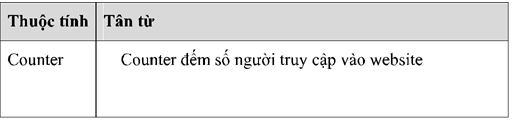 Thuộc tính Tân từ
Counter Counter đếm số người truy cập vào website